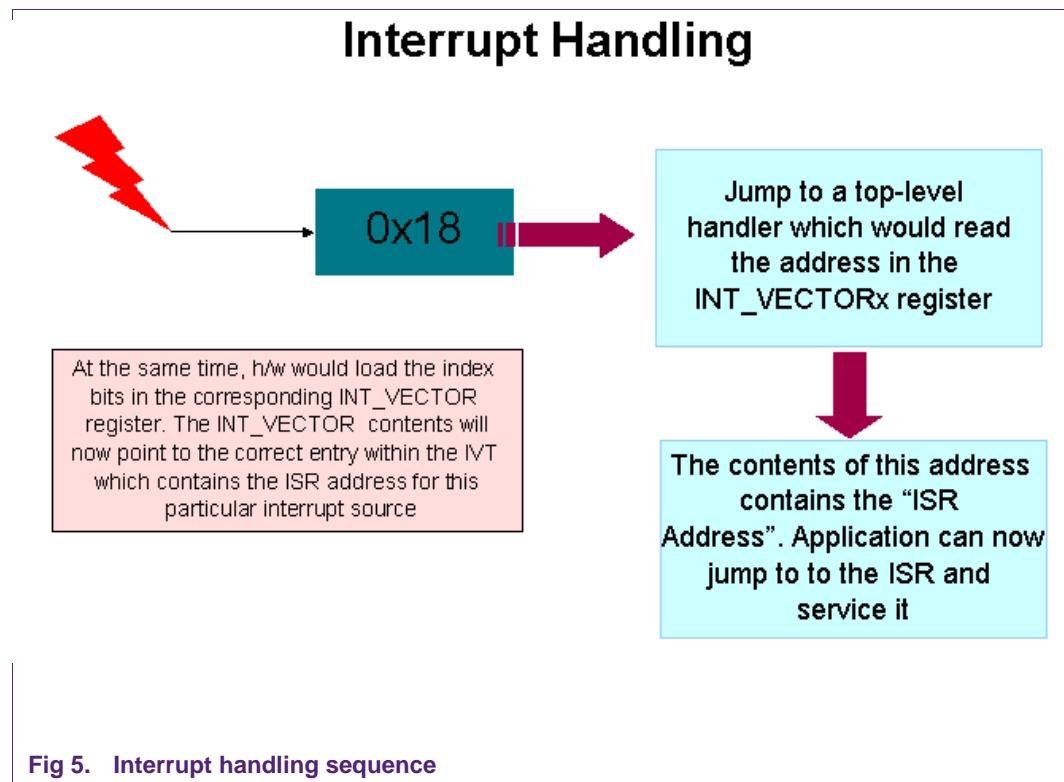 Interrupt Handling
0x18
Jump to a top-level
handler which would read
the address in the
INT_VECTORx register
At the same time, h/w would load the index
bits in the corresponding INT_VECTOR
register. The INT_VECTOR contents will
now point to the correct entry within the IVT
which contains the ISR address for this
particular interrupt source
The contents of this address
contains the “ISR
Address”. Application can now
jump to to the ISR and
service it
Fig 5. Interrupt handling sequence